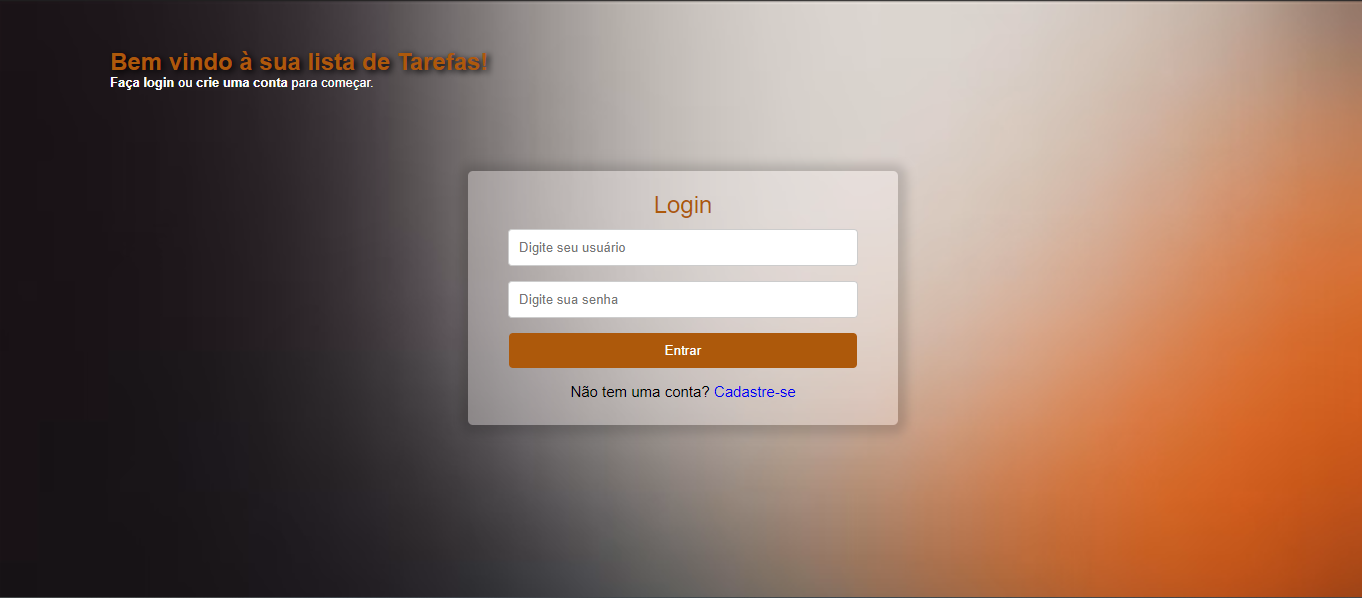 Bem vindo à sua lista de Tarefas!
Faça login ou crie uma conta para começar.
Login
Digite seu usuário
Digite sua senha
Entrar
Não tem uma conta? Cadastre-se